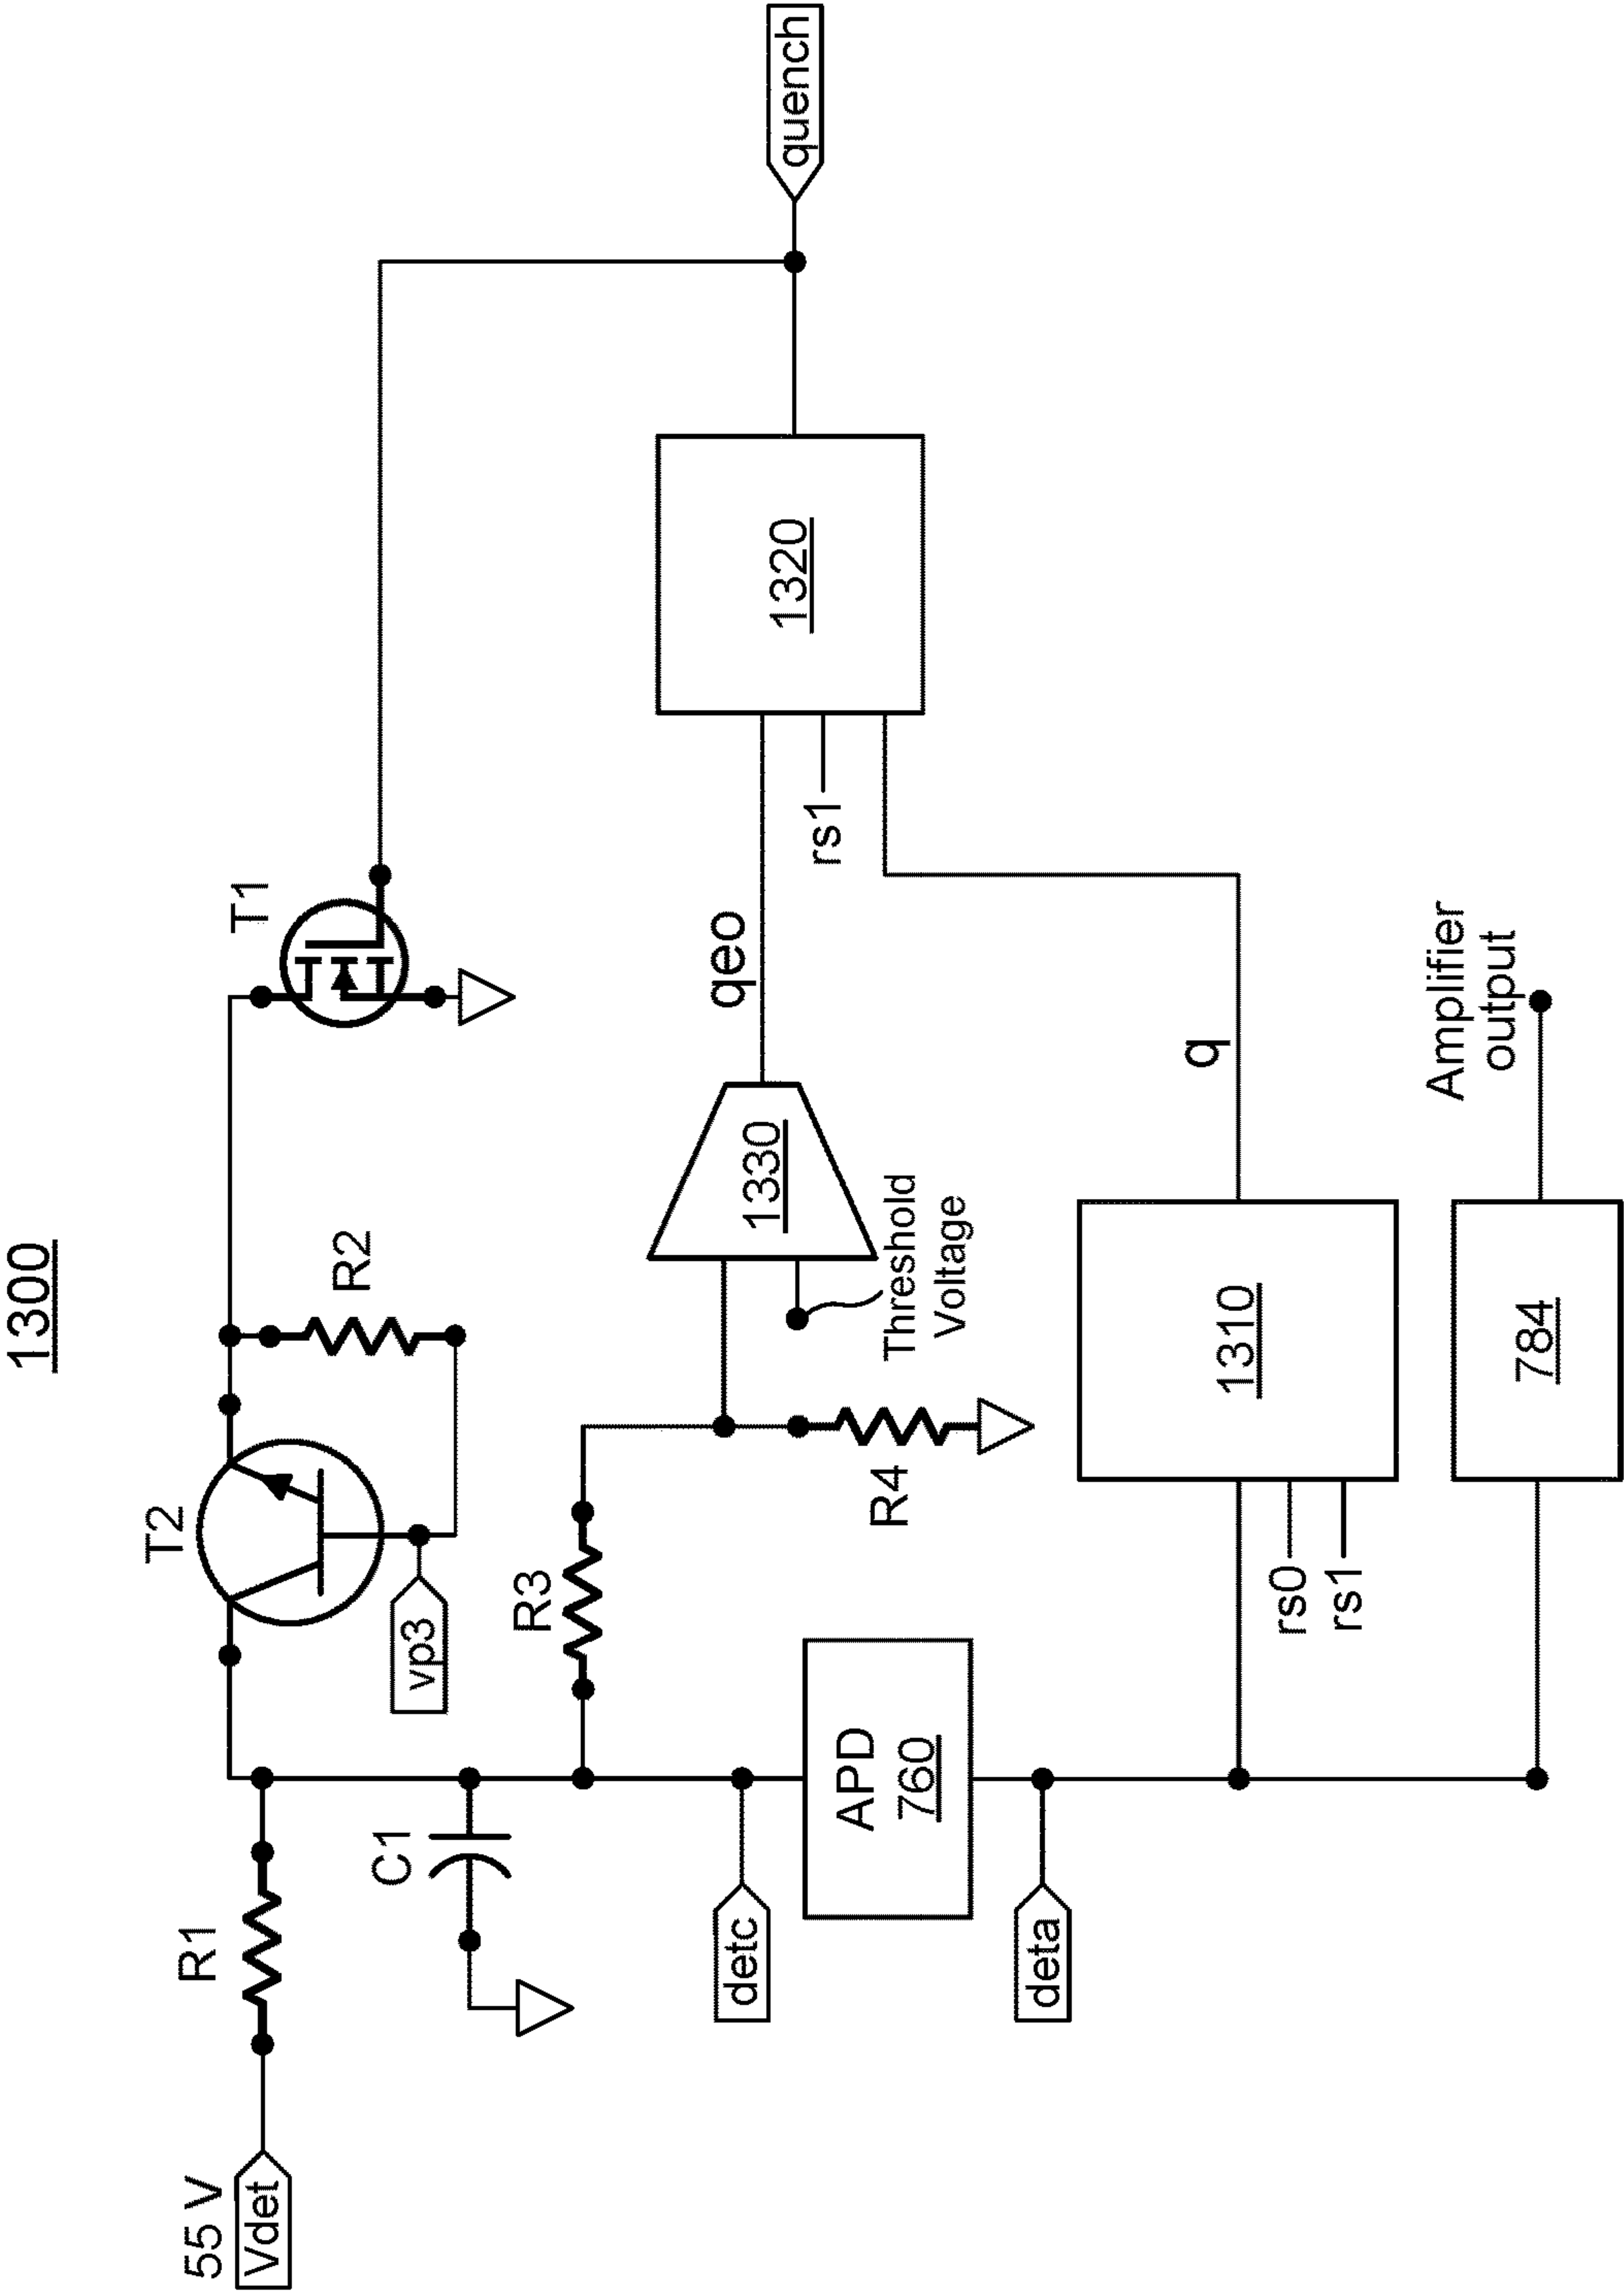 1300
55 V
Vdet
R1
C1
T2
vp3
R2
T1
quench
R3
R4
1330
Threshold
Voltage
qeo
1320
rs1
detc
APD
760
deta
1310
rs0
rs1
q
784
Amplifier
output